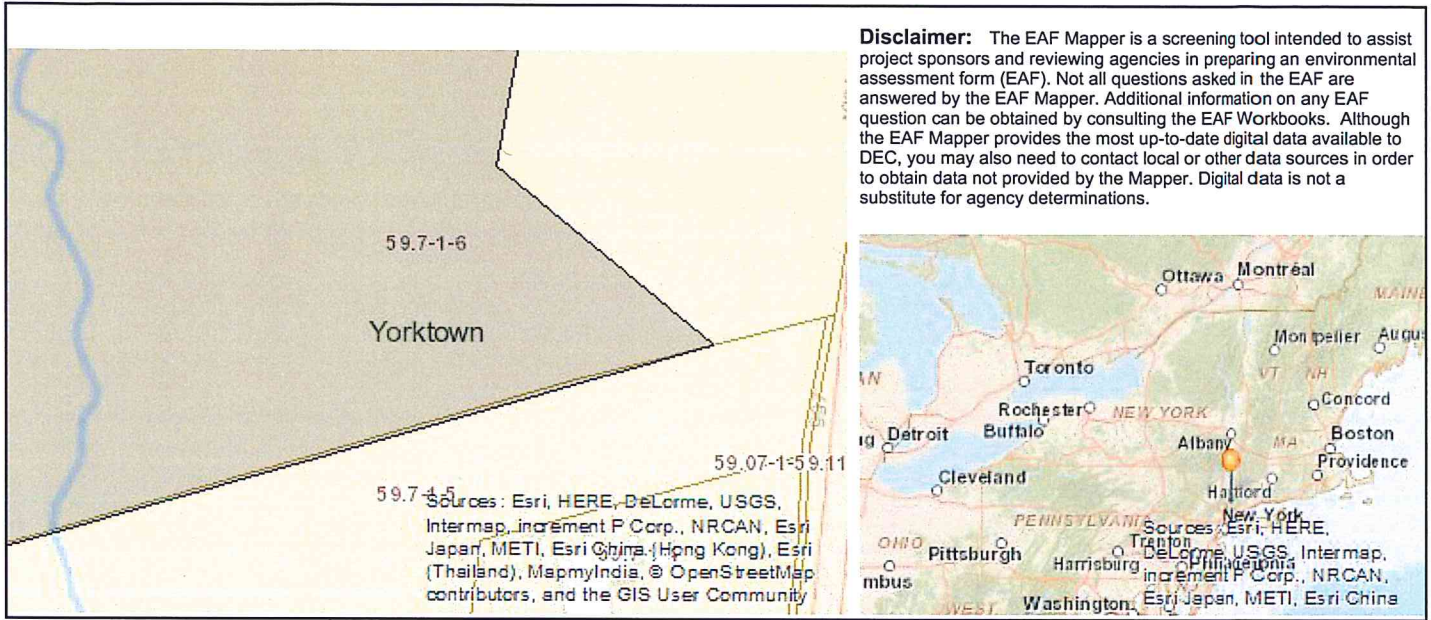 59.7-1-6
Yorktown
59.07-1-59.11
Sources: Esri, HERE, DeLorme, USGS,
Intermap, increment P Corp., NRCAN, Esri
Japan, METI, Esri China (Hong Kong), Esri
(Thailand), MapmyIndia, © OpenStreetMap
contributors, and the GIS User Community
Disclaimer: The EAF Mapper is a screening tool intended to assist
project sponsors and reviewing agencies in preparing an environmental
assessment form (EAF). Not all questions asked in the EAF are
answered by the EAF Mapper. Additional information on any EAF
question can be obtained by consulting the EAF Workbooks. Although
the EAF Mapper provides the most up-to-date digital data available to
DEC, you may also need to contact local or other data sources in order
to obtain data not provided by the Mapper. Digital data is not a
substitute for agency determinations.
Ottawa
Montréal
MAINE
Montpelier
Augus
Toronto
VT
NH
Concord
Rochester
NEW YORK
Buffalo
Detroit
Albany
MA
Boston
Providence
Cleveland
Hartford
New York
PENNSYLVANIA
OHIO
Pittsburgh
Harrisburg
Trenton
Philadelphia
mbus
WEST
Washington
Sources: Esri, HERE,
DeLorme, USGS, Intermap,
increment P Corp., NRCAN,
Esri Japan, METI, Esri China